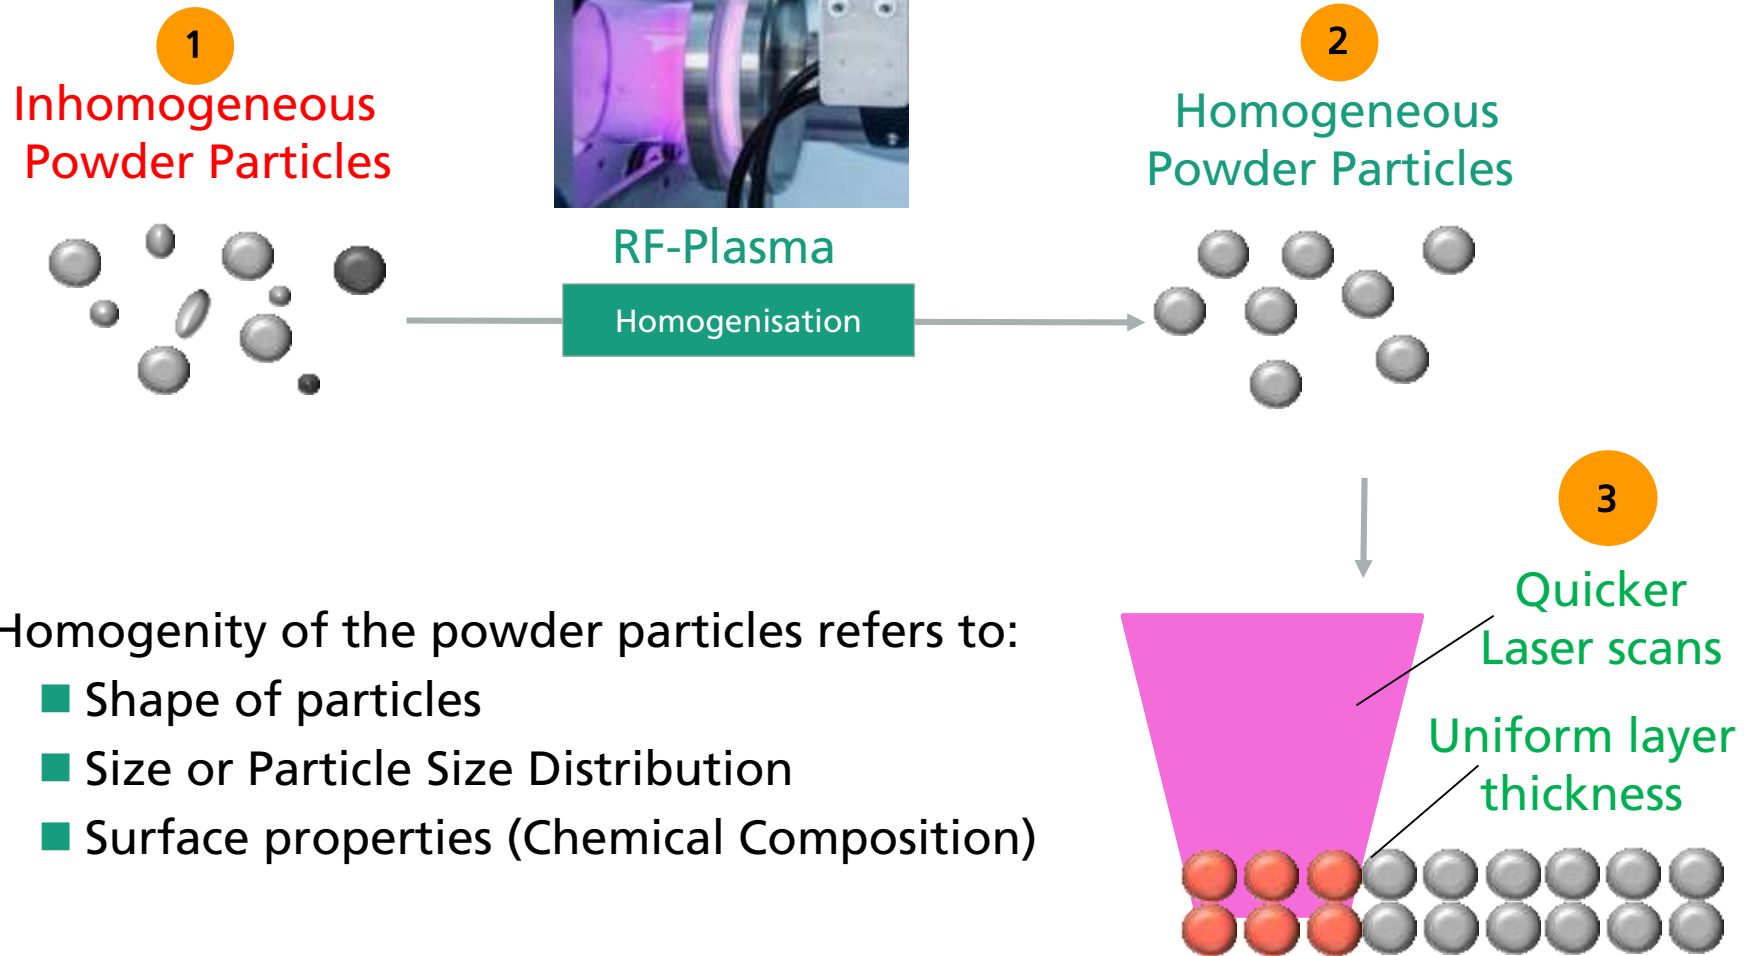 1
Inhomogeneous
Powder Particles
RF-Plasma
Homogenisation
2
Homogeneous
Powder Particles
3
Quicker
Laser scans
Uniform layer
thickness
Homogenity of the powder particles refers to:
Shape of particles
Size or Particle Size Distribution
Surface properties (Chemical Composition)